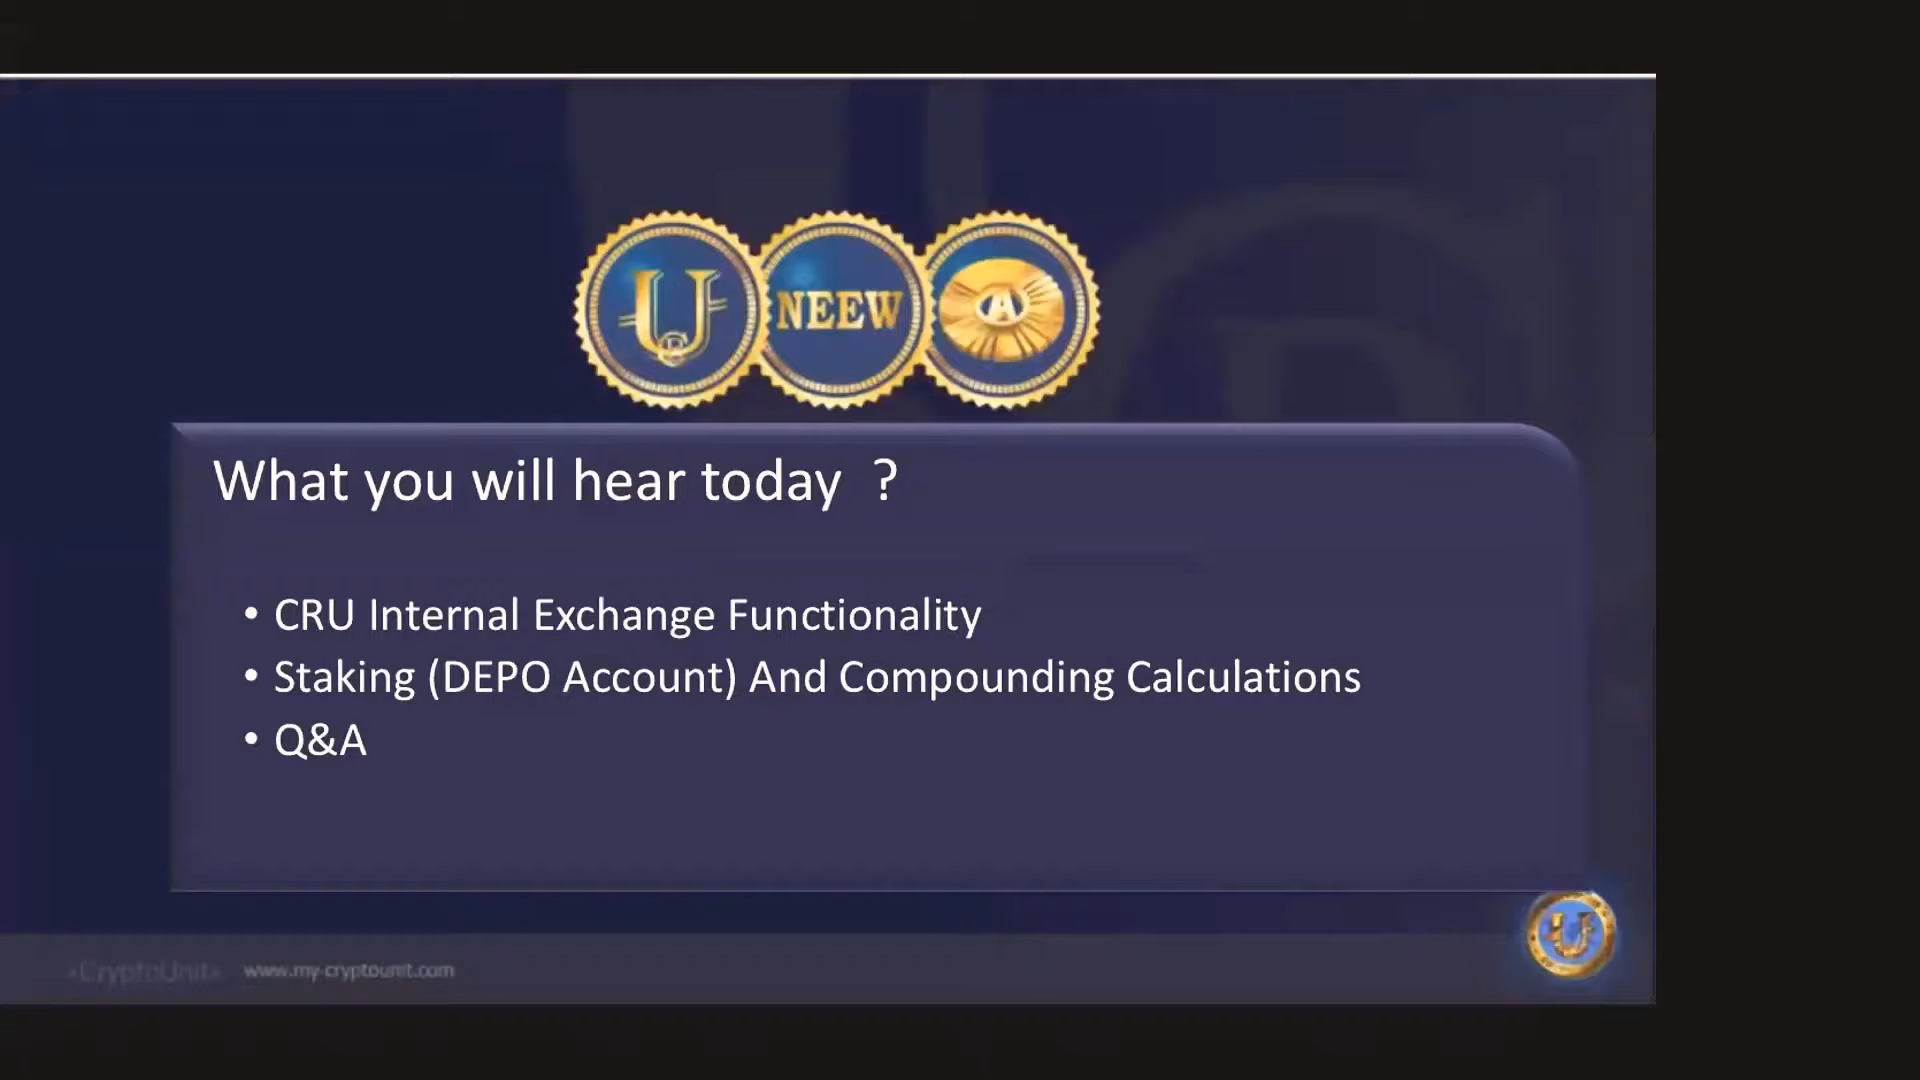 NEEW
What you will hear today ?
• CRU Internal Exchange Functionality
• Staking (DEPO Account) And Compounding Calculations
• Q&A
«CryptoUnit» www.my-cryptounit.com